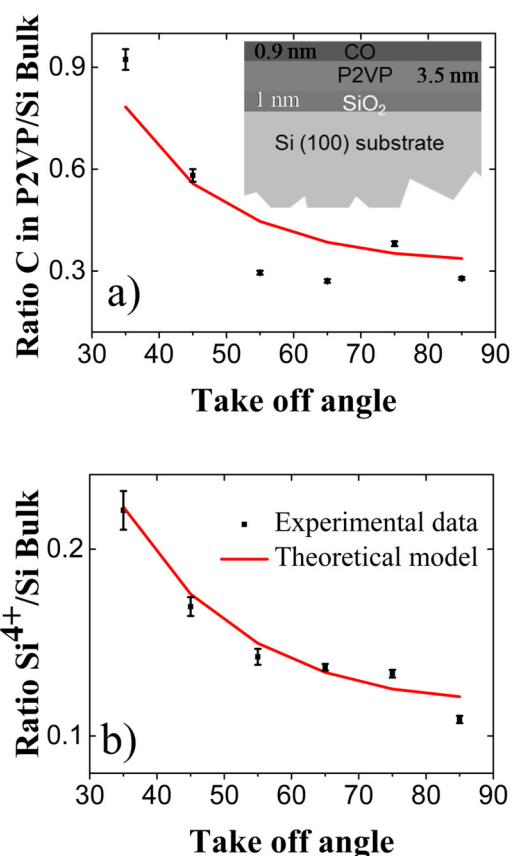 Ratio C in P2VP/Si Bulk
0.9
0.6
0.3
0.9 nm CO
P2VP 3.5 nm
1 nm SiO₂
Si (100) substrate
a)
30 40 50 60 70 80 90
Take off angle
Ratio Si⁴⁺/Si Bulk
0.2
0.1
Experimental data
Theoretical model
b)
30 40 50 60 70 80 90
Take off angle